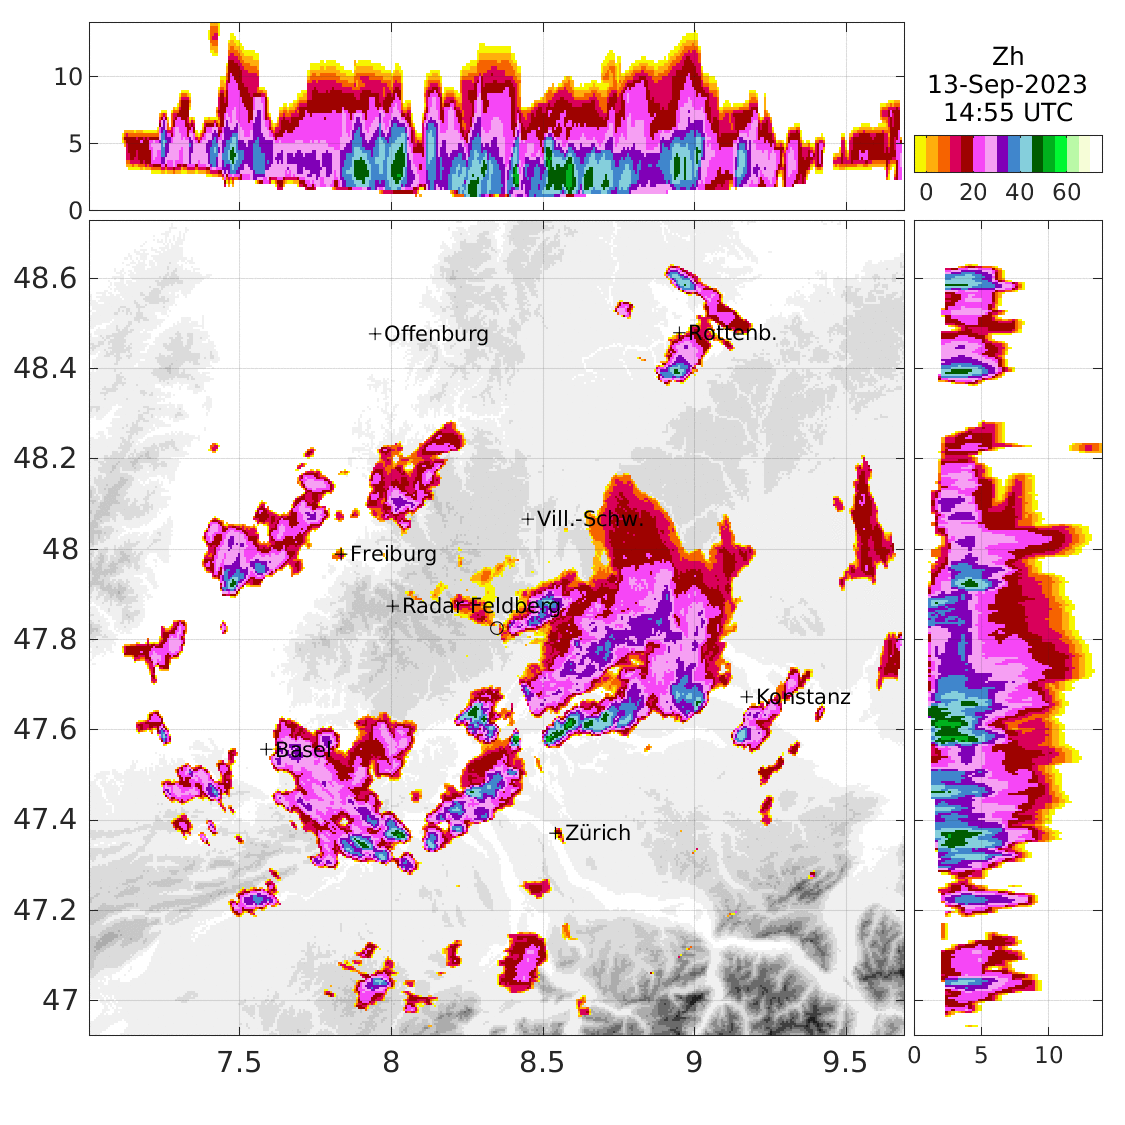 10
5
0
Zh
13-Sep-2023
14:55 UTC
0 20 40 60
48.6
48.4
48.2
48
47.8
47.6
47.4
47.2
47
+Offenburg
+Rottenb.
+Vill.-Schw.
+Freiburg
+Radar Feldberg
+Konstanz
+Basel
+Zürich
7.5 8 8.5 9 9.5
0 5 10